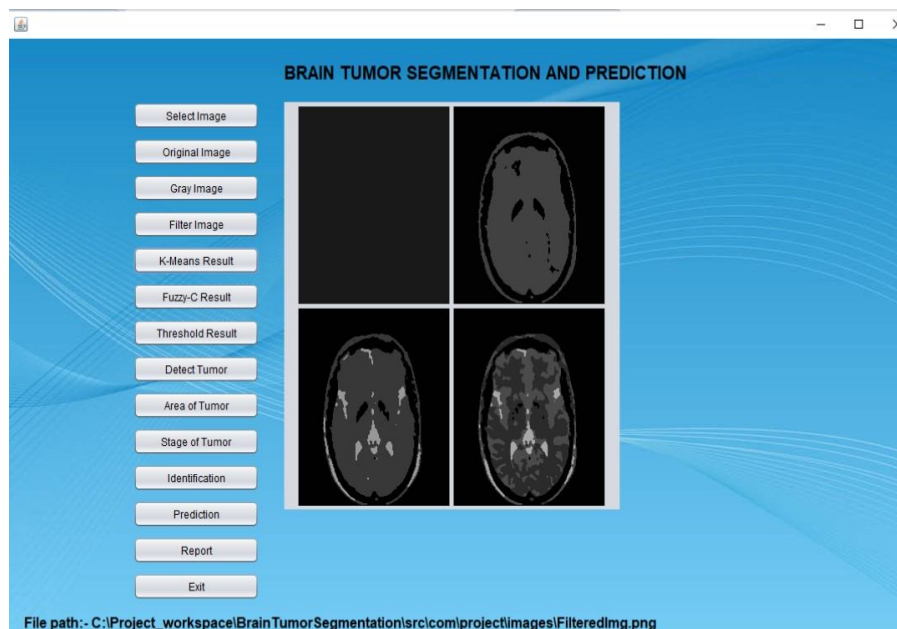 BRAIN TUMOR SEGMENTATION AND PREDICTION
Select Image
Original Image
Gray Image
Filter Image
K-Means Result
Fuzzy-C Result
Threshold Result
Detect Tumor
Area of Tumor
Stage of Tumor
Identification
Prediction
Report
Exit
File path:- C:\Project_workspace\BrainTumorSegmentation\src\com\project\images\FilteredImg.png